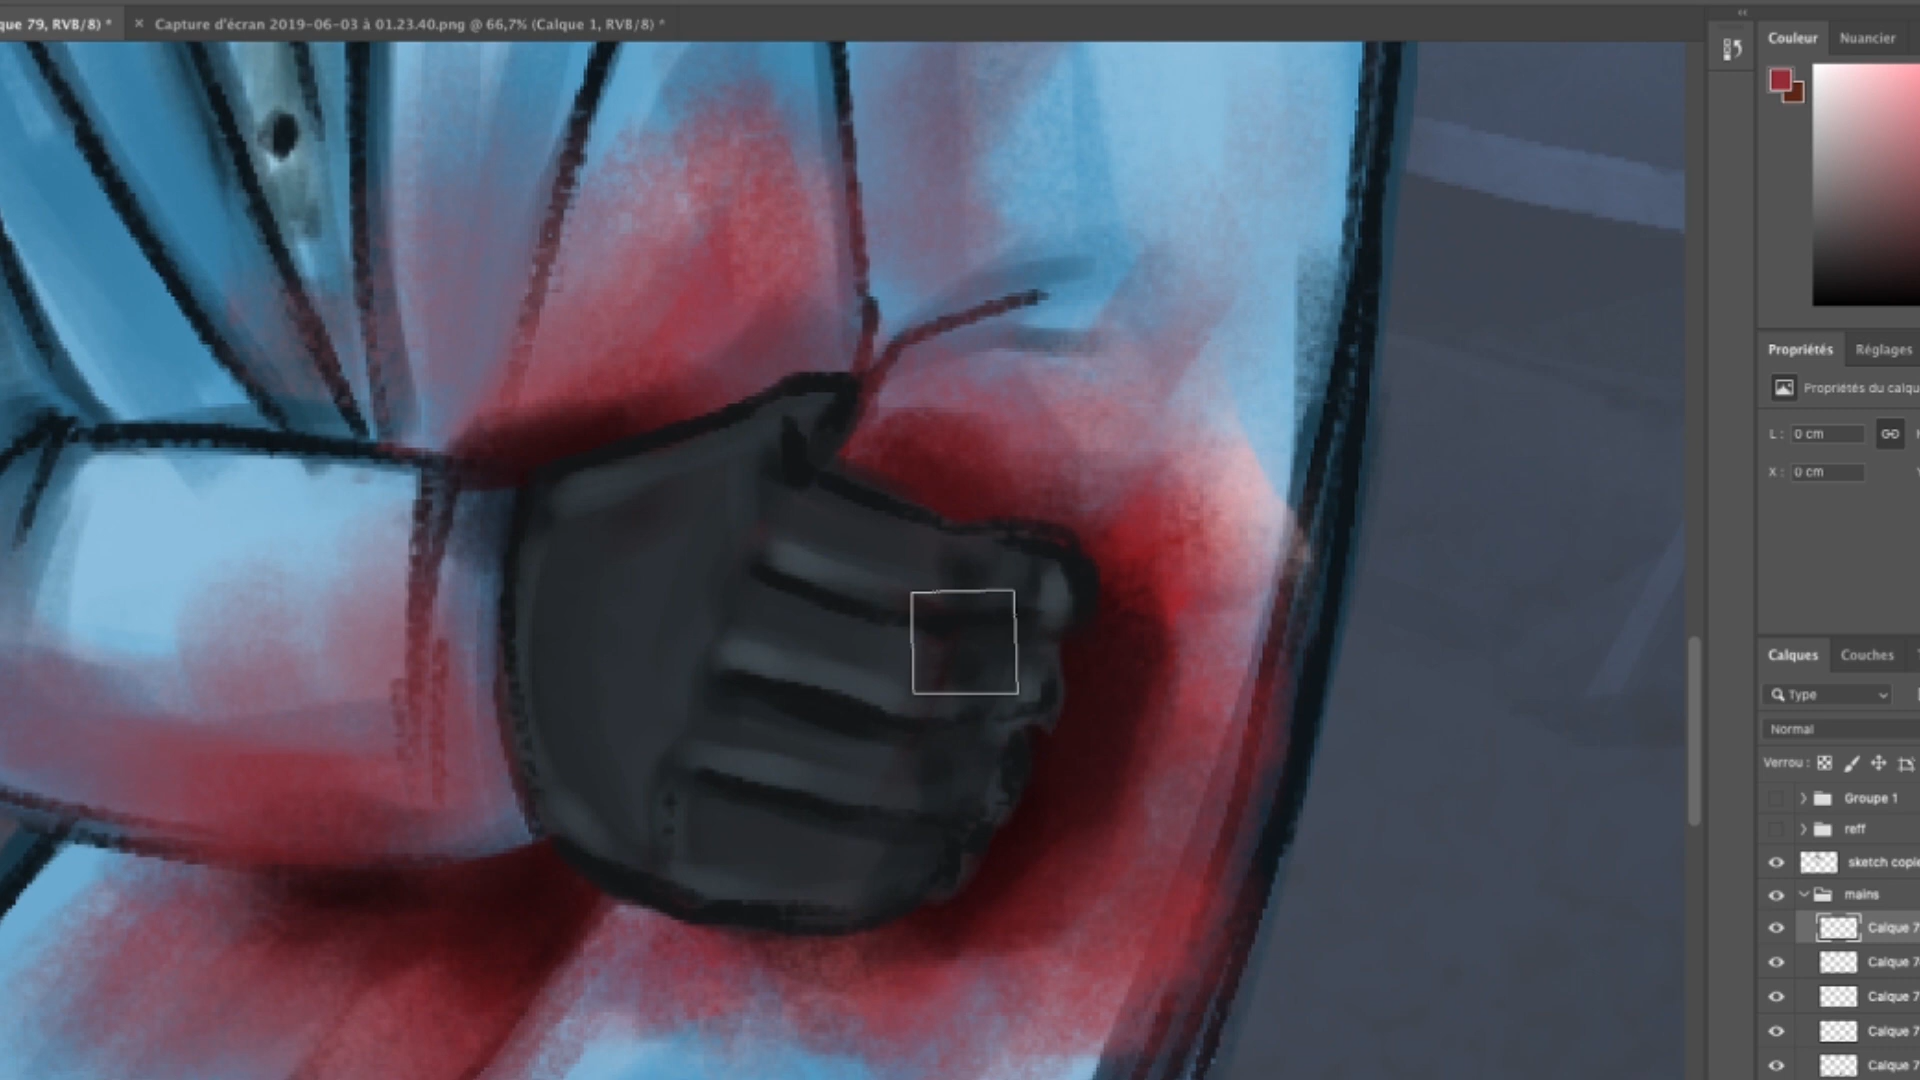 que 79, RVB/8) *
× Capture d'écran 2019-06-03 à 01.23.40.png @ 66,7% (Calque 1, RVB/8) *
Couleur Nuancier
Propriétés Réglages
Propriétés du calqu
L : 0 cm
X : 0 cm
Calques Couches
Type
Normal
Verrou :
Groupe 1
reff
sketch copie
mains
Calque 7
Calque 7
Calque 7
Calque 7
Calque 7